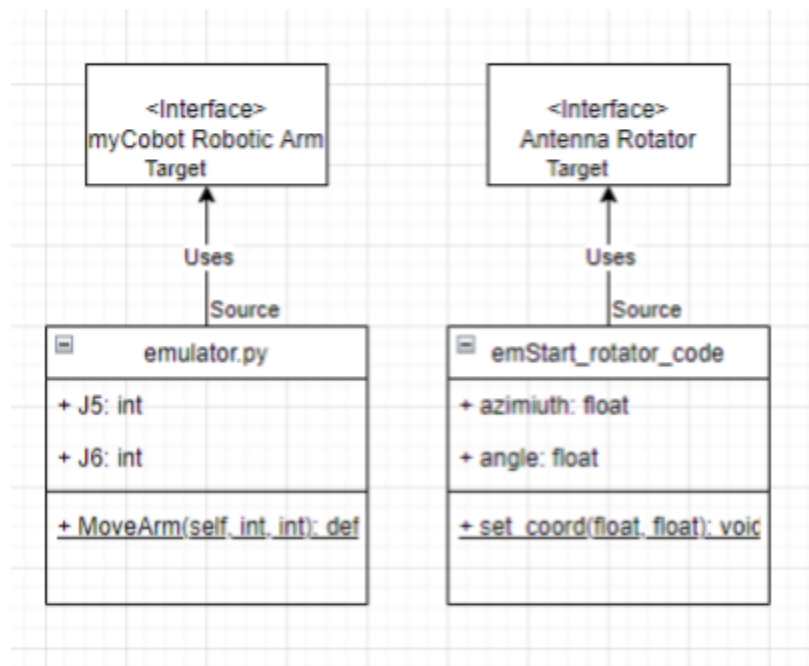 <Interface>
myCobot Robotic Arm
Target
Uses
Source
emulator.py
+ J5: int
+ J6: int
+ MoveArm(self, int, int): def
<Interface>
Antenna Rotator
Target
Uses
Source
emStart_rotator_code
+ azimiuth: float
+ angle: float
+ set_coord(float, float): void